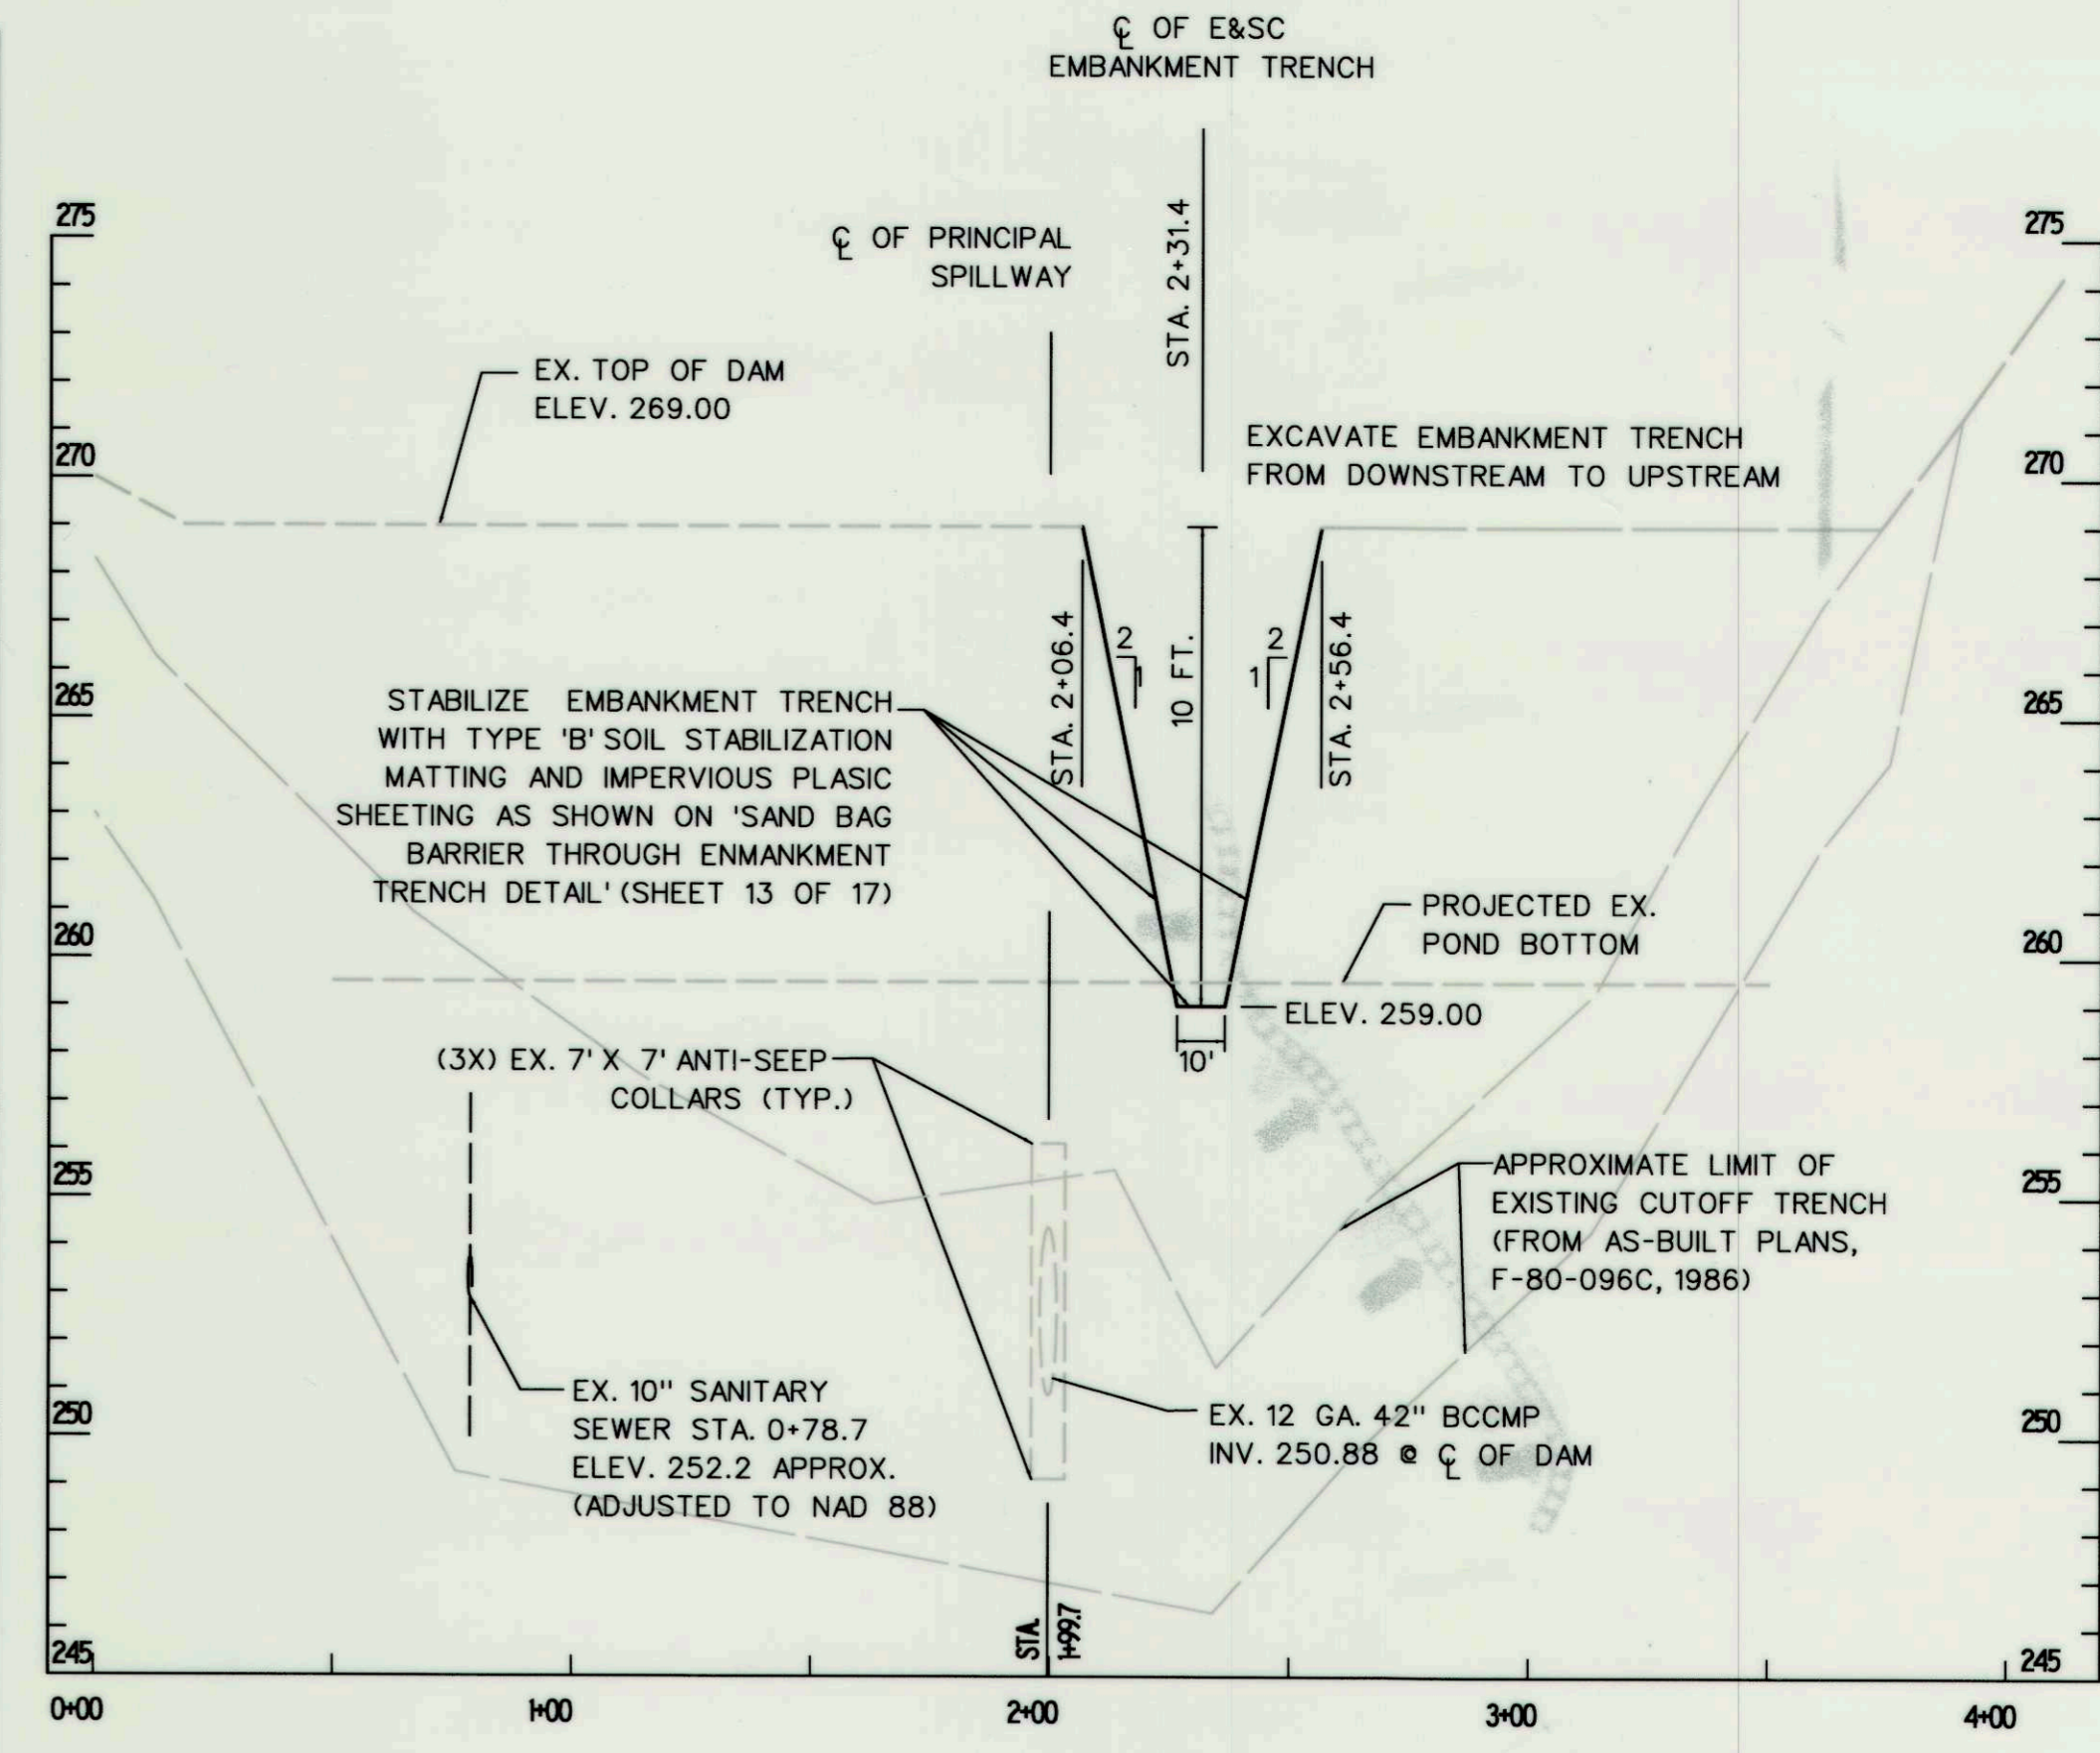 ℄ OF E&SC
EMBANKMENT TRENCH
STA. 2+31.4
℄ OF PRINCIPAL
SPILLWAY
EX. TOP OF DAM
ELEV. 269.00
EXCAVATE EMBANKMENT TRENCH
FROM DOWNSTREAM TO UPSTREAM
STA. 2+06.4
2
1
10 FT.
2
1
STA. 2+56.4
STABILIZE EMBANKMENT TRENCH
WITH TYPE 'B' SOIL STABILIZATION
MATTING AND IMPERVIOUS PLASIC
SHEETING AS SHOWN ON 'SAND BAG
BARRIER THROUGH ENMANKMENT
TRENCH DETAIL' (SHEET 13 OF 17)
PROJECTED EX.
POND BOTTOM
ELEV. 259.00
10'
(3X) EX. 7' X 7' ANTI-SEEP
COLLARS (TYP.)
APPROXIMATE LIMIT OF
EXISTING CUTOFF TRENCH
(FROM AS-BUILT PLANS,
F-80-096C, 1986)
EX. 10" SANITARY
SEWER STA. 0+78.7
ELEV. 252.2 APPROX.
(ADJUSTED TO NAD 88)
EX. 12 GA. 42" BCCMP
INV. 250.88 @ ℄ OF DAM
STA.
1+99.7
275
270
265
260
255
250
245
275
270
265
260
255
250
245
0+00
1+00
2+00
3+00
4+00